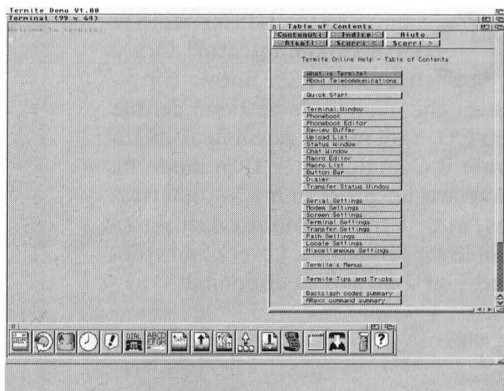 Termite Demo V1.00
Terminal (99 x 64)
Welcome to Termite!
Table of Contents
Contenuti Indice Aiuto
Risali Scorri < Scorri >
Termite Online Help - Table of Contents
What is Termite?
About Telecommunications
Quick Start
Terminal Window
Phonebook
Phonebook Editor
Review Buffer
Upload List
Status Window
Chat Window
Macro Editor
Macro List
Button Bar
Dialer
Transfer Status Window
Serial Settings
Modem Settings
Screen Settings
Terminal Settings
Transfer Settings
Path Settings
Locale Settings
Miscellaneous Settings
Termite's Menus
Termite Tips and Tricks
Backslash codes summary
ARexx command summary